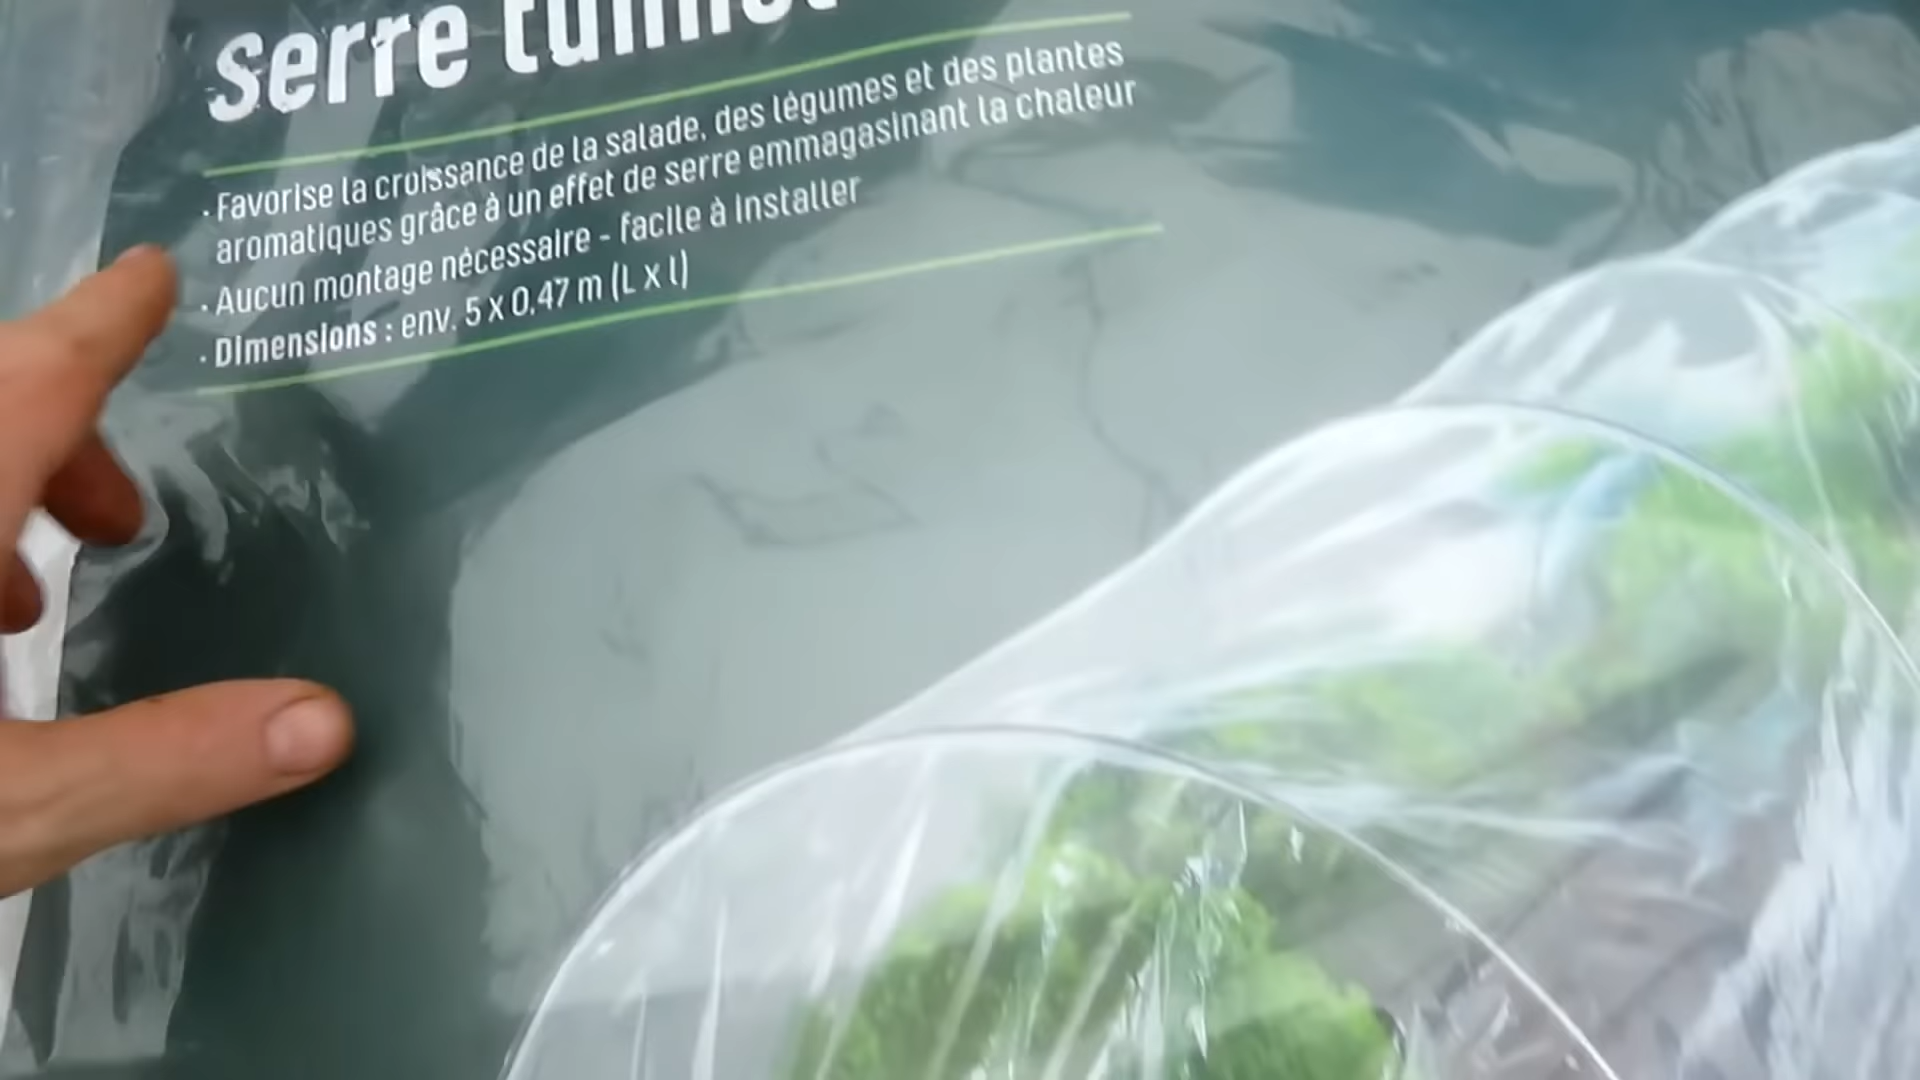 serre tunnel
· Favorise la croissance de la salade, des légumes et des plantes
aromatiques grâce à un effet de serre emmagasinant la chaleur
· Aucun montage nécessaire - facile à installer
· Dimensions : env. 5 x 0,47 m (L x l)